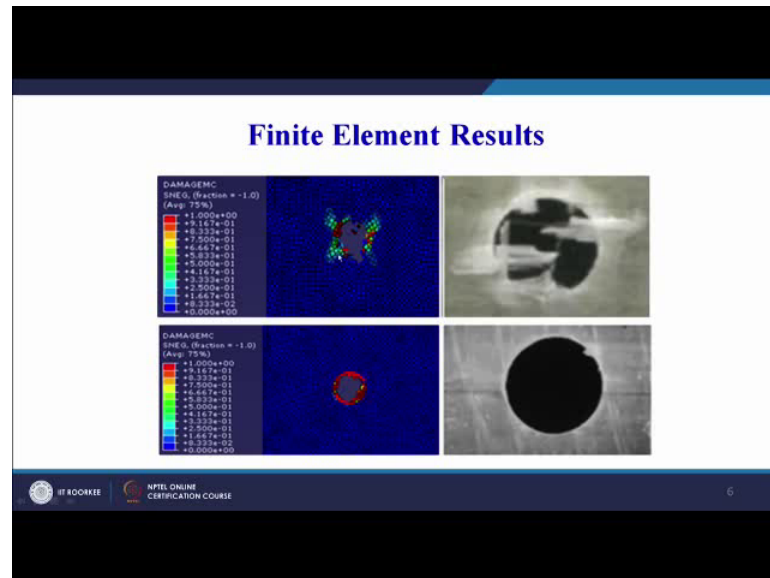 Finite Element Results
DAMAGEMC
SNEG, (fraction = -1.0)
(Avg: 75%)
+1.000e+00
+9.167e-01
+8.333e-01
+7.500e-01
+6.667e-01
+5.833e-01
+5.000e-01
+4.167e-01
+3.333e-01
+2.500e-01
+1.667e-01
+8.333e-02
+0.000e+00
DAMAGEMC
SNEG, (fraction = -1.0)
(Avg: 75%)
+1.000e+00
+9.167e-01
+8.333e-01
+7.500e-01
+6.667e-01
+5.833e-01
+5.000e-01
+4.167e-01
+3.333e-01
+2.500e-01
+1.667e-01
+8.333e-02
+0.000e+00
IIT ROORKEE
NPTEL ONLINE
CERTIFICATION COURSE
6